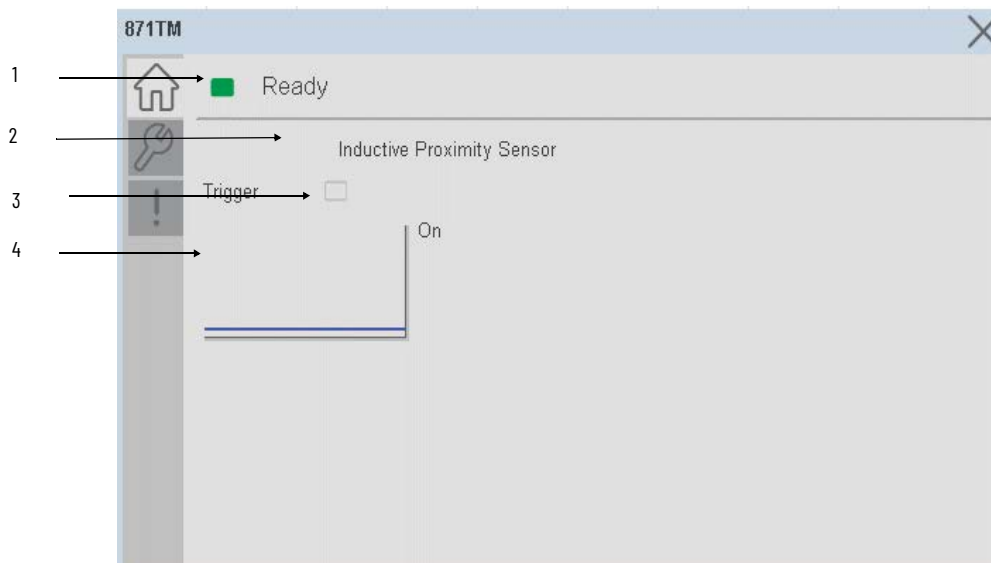 871TM
1
Ready
2
Inductive Proximity Sensor
3
Trigger
4
On